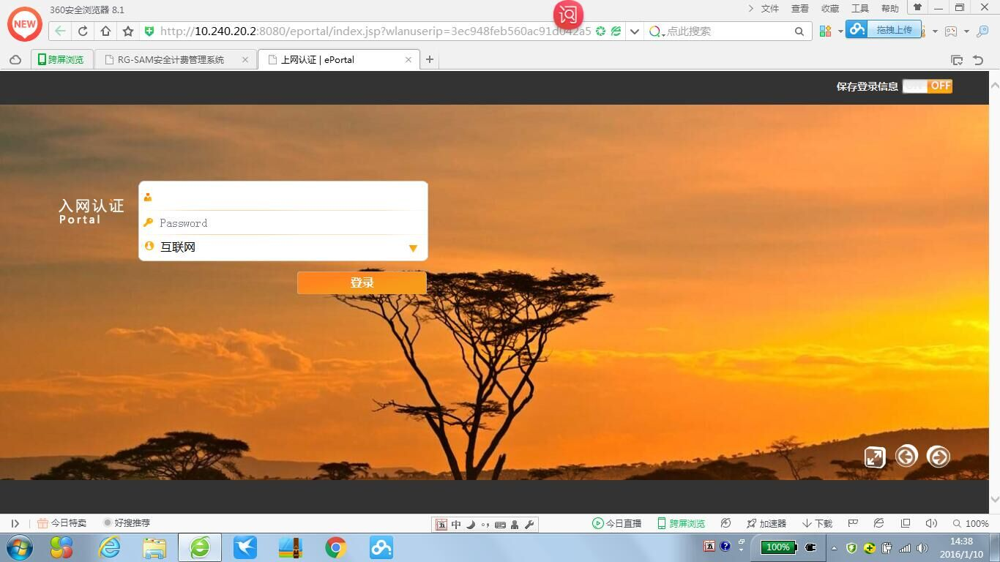 360安全浏览器 8.1
文件 查看 收藏 工具 帮助
NEW
http://10.240.20.2:8080/eportal/index.jsp?wlanuserip=3ec948feb560ac91d042a5
点此搜索
拖拽上传
词
跨屏浏览
RG-SAM安全计费管理系统
上网认证 | ePortal
保存登录信息 OFF
入网认证
Portal
Password
互联网
登录
今日特卖
好搜推荐
五 中
今日直播
跨屏浏览
加速器
下载
100%
五
100%
14:38
2016/1/10